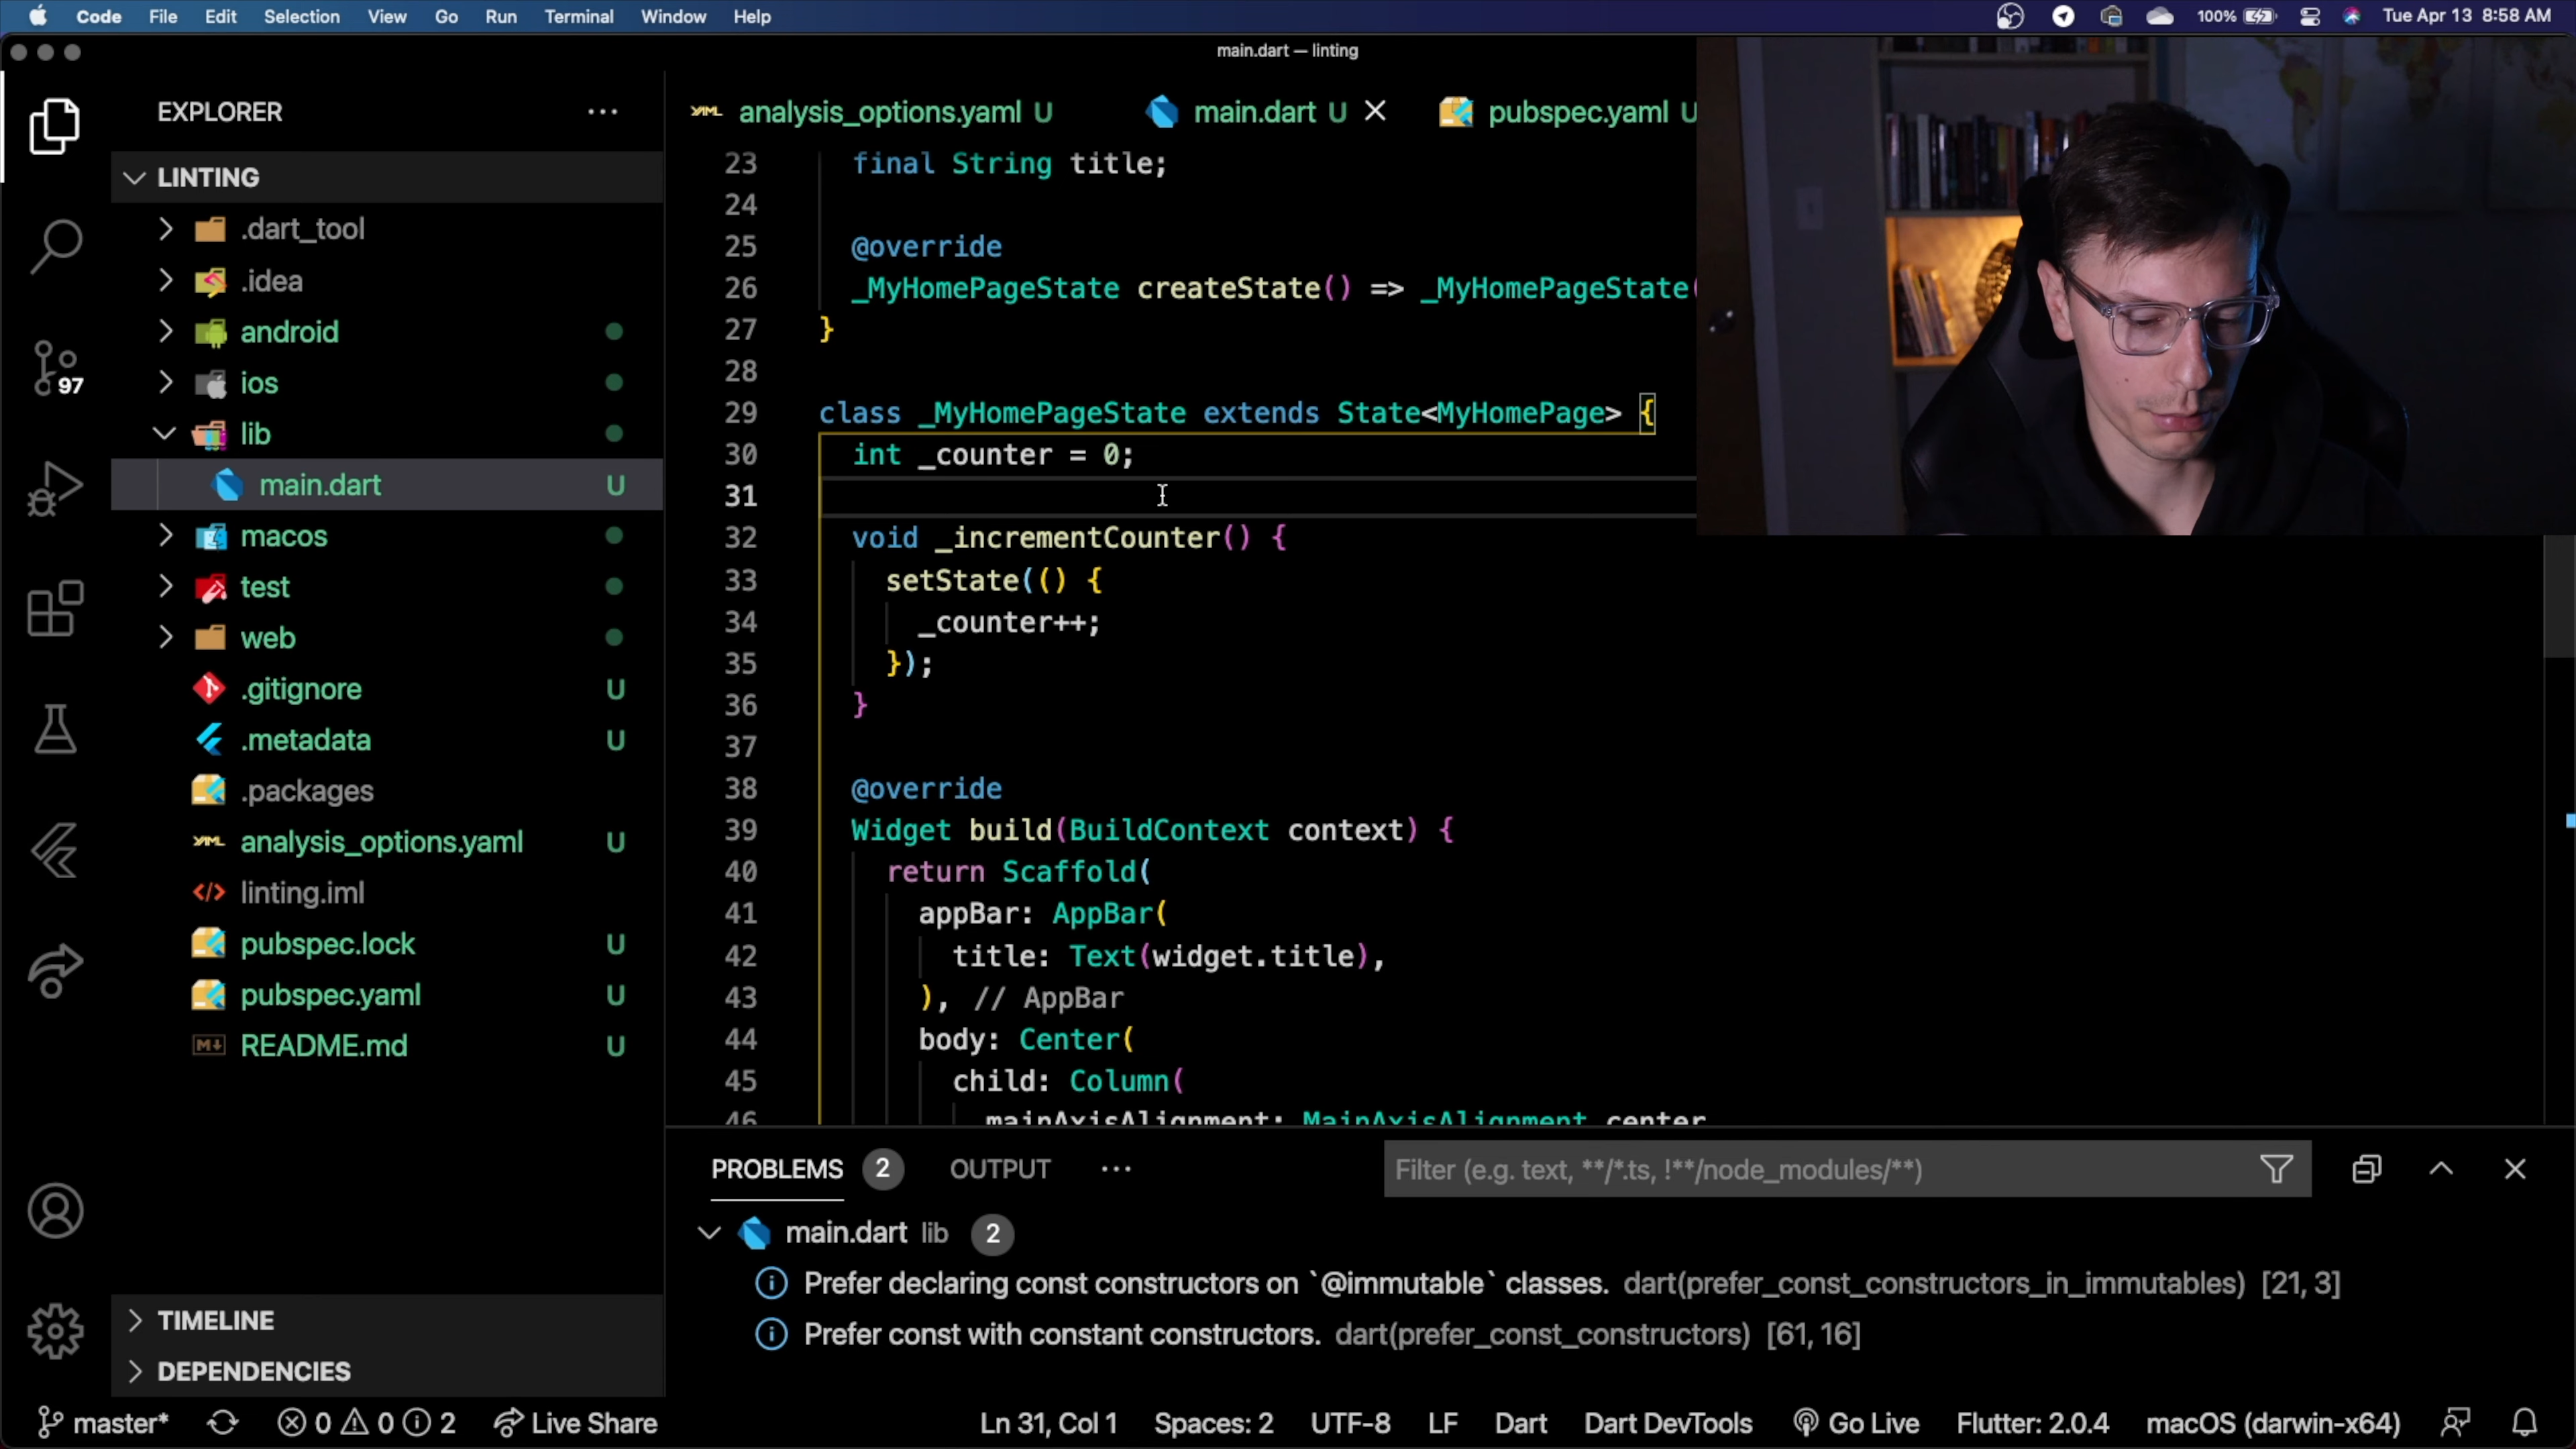 Code File Edit Selection View Go Run Terminal Window Help 100% Tue Apr 13 8:58 AM
main.dart — linting
EXPLORER
LINTING
.dart_tool
.idea
android
ios
97
lib
main.dart U
macos
test
web
.gitignore U
.metadata U
.packages
YAML analysis_options.yaml U
</> linting.iml
pubspec.lock U
pubspec.yaml U
M↓ README.md U
TIMELINE
DEPENDENCIES
YAML analysis_options.yaml U main.dart U pubspec.yaml U
23 final String title;
24
25 @override
26 _MyHomePageState createState() => _MyHomePageState(
27 }
28
29 class _MyHomePageState extends State<MyHomePage> {
30 int _counter = 0;
31
32 void _incrementCounter() {
33 setState(() {
34 _counter++;
35 });
36 }
37
38 @override
39 Widget build(BuildContext context) {
40 return Scaffold(
41 appBar: AppBar(
42 title: Text(widget.title),
43 ), // AppBar
44 body: Center(
45 child: Column(
46 mainAxisAlignment: MainAxisAlignment.center
PROBLEMS 2 OUTPUT ··· Filter (e.g. text, **/*.ts, !**/node_modules/**)
main.dart lib 2
Prefer declaring const constructors on `@immutable` classes. dart(prefer_const_constructors_in_immutables) [21, 3]
Prefer const with constant constructors. dart(prefer_const_constructors) [61, 16]
master* 0 0 2 Live Share Ln 31, Col 1 Spaces: 2 UTF-8 LF Dart Dart DevTools Go Live Flutter: 2.0.4 macOS (darwin-x64)